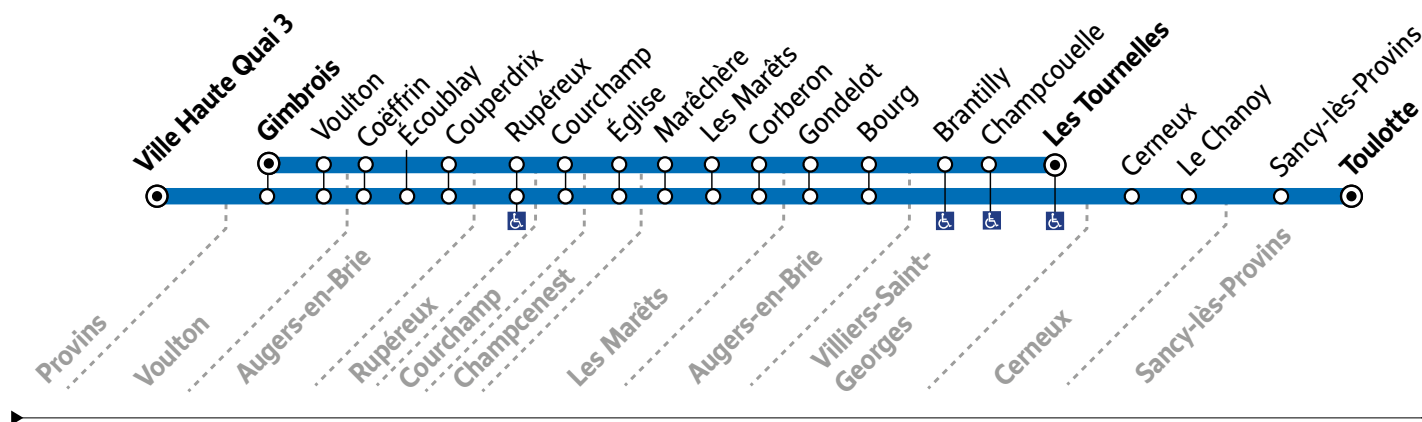 Ville Haute Quai 3
Gimbrois
Voulton
Coëffrin
Écoublay
Couperdrix
Rupéreux
Courchamp
Église
Marêchère
Les Marêts
Corberon
Gondelot
Bourg
Brantilly
Champcouelle
Les Tournelles
Cerneux
Le Chanoy
Sancy-lès-Provins
Toulotte
Provins
Voulton
Augers-en-Brie
Rupéreux
Courchamp
Champcenest
Les Marêts
Augers-en-Brie
Villiers-Saint-
Georges
Cerneux
Sancy-lès-Provins